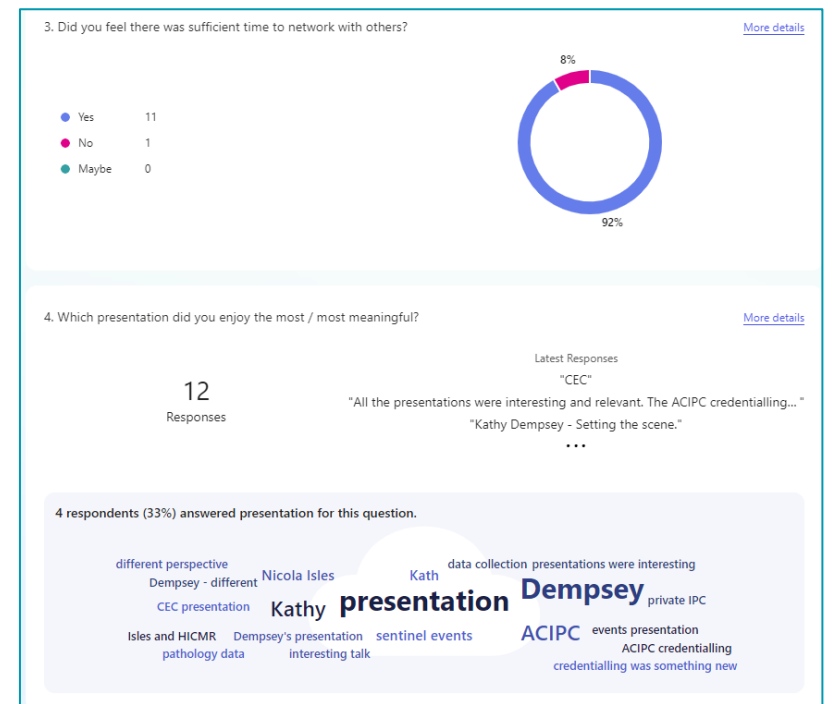 3. Did you feel there was sufficient time to network with others?
More details
8%
Yes 11
No 1
Maybe 0
92%
4. Which presentation did you enjoy the most / most meaningful?
More details
Latest Responses
"CEC"
12
"All the presentations were interesting and relevant. The ACIPC credentialling... "
Responses
"Kathy Dempsey - Setting the scene."
...
4 respondents (33%) answered presentation for this question.
different perspective data collection presentations were interesting
Dempsey - different Nicola Isles Kath
CEC presentation Kathy presentation Dempsey private IPC
Isles and HICMR Dempsey's presentation sentinel events ACIPC events presentation
pathology data interesting talk ACIPC credentialling
credentialling was something new